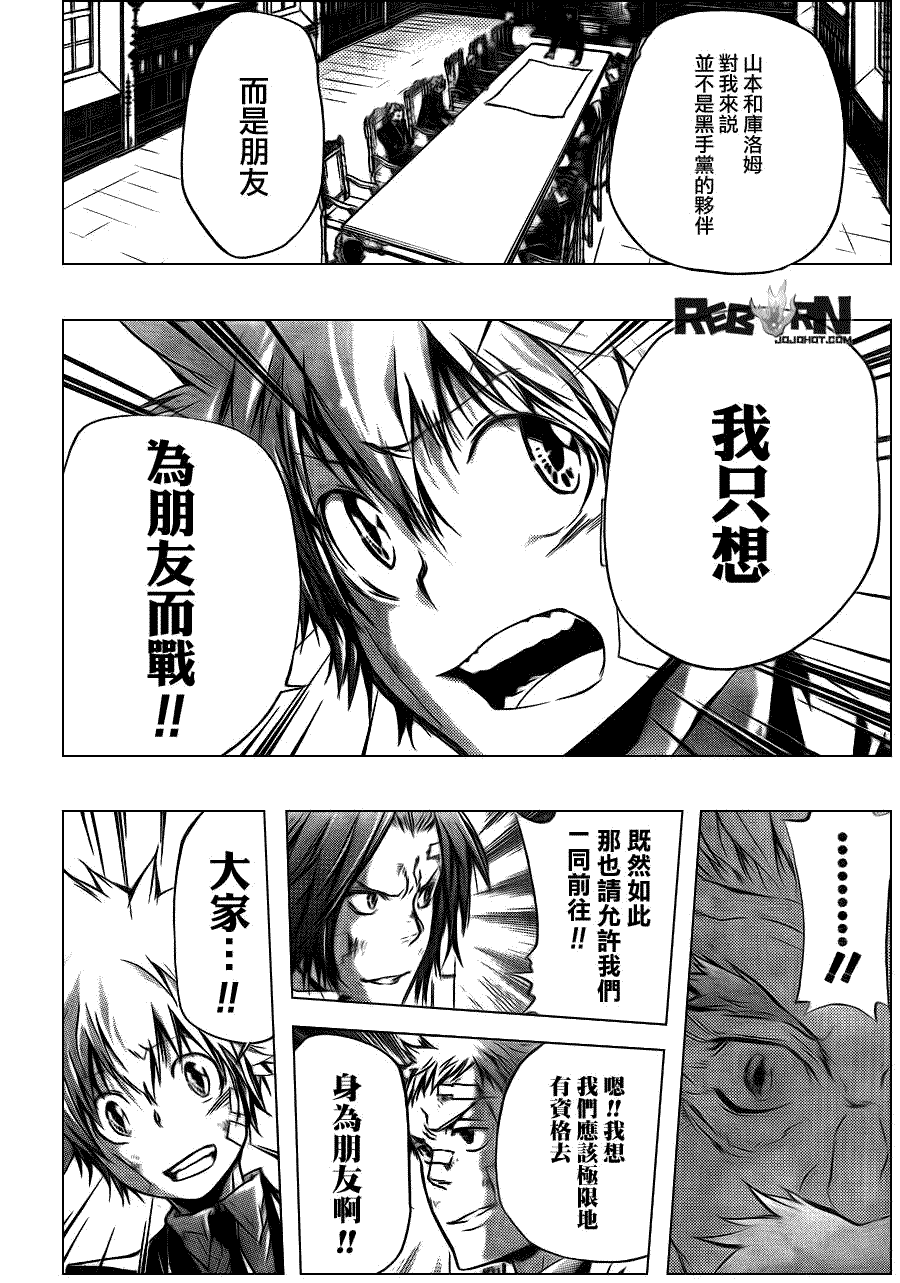 山本和庫洛姆
對我來説
並不是黑手黨的夥伴
而是朋友
REBORN
JOJOHOT.COM
我只想
為朋友而戰!!
………!!
既然如此
那也請允許我們
一同前往!!
嗯!!我想
我們應該極限地
有資格去
身為朋友啊!!
大家…!!